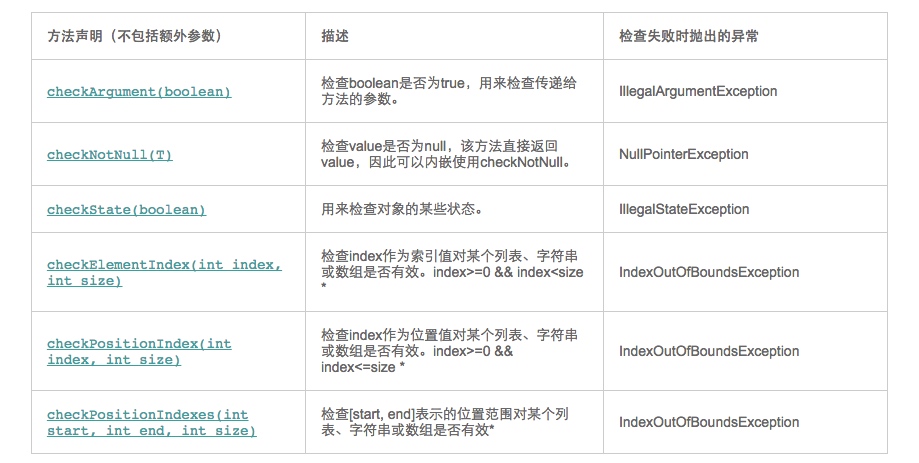 方法声明（不包括额外参数）
描述
检查失败时抛出的异常
checkArgument(boolean)
检查boolean是否为true，用来检查传递给
方法的参数。
IllegalArgumentException
checkNotNull(T)
检查value是否为null，该方法直接返回
value，因此可以内嵌使用checkNotNull。
NullPointerException
checkState(boolean)
用来检查对象的某些状态。
IllegalStateException
checkElementIndex(int index,
int size)
检查index作为索引值对某个列表、字符串
或数组是否有效。index>=0 && index<size
*
IndexOutOfBoundsException
checkPositionIndex(int
index, int size)
检查index作为位置值对某个列表、字符串
或数组是否有效。index>=0 &&
index<=size *
IndexOutOfBoundsException
checkPositionIndexes(int
start, int end, int size)
检查[start, end]表示的位置范围对某个列
表、字符串或数组是否有效*
IndexOutOfBoundsException